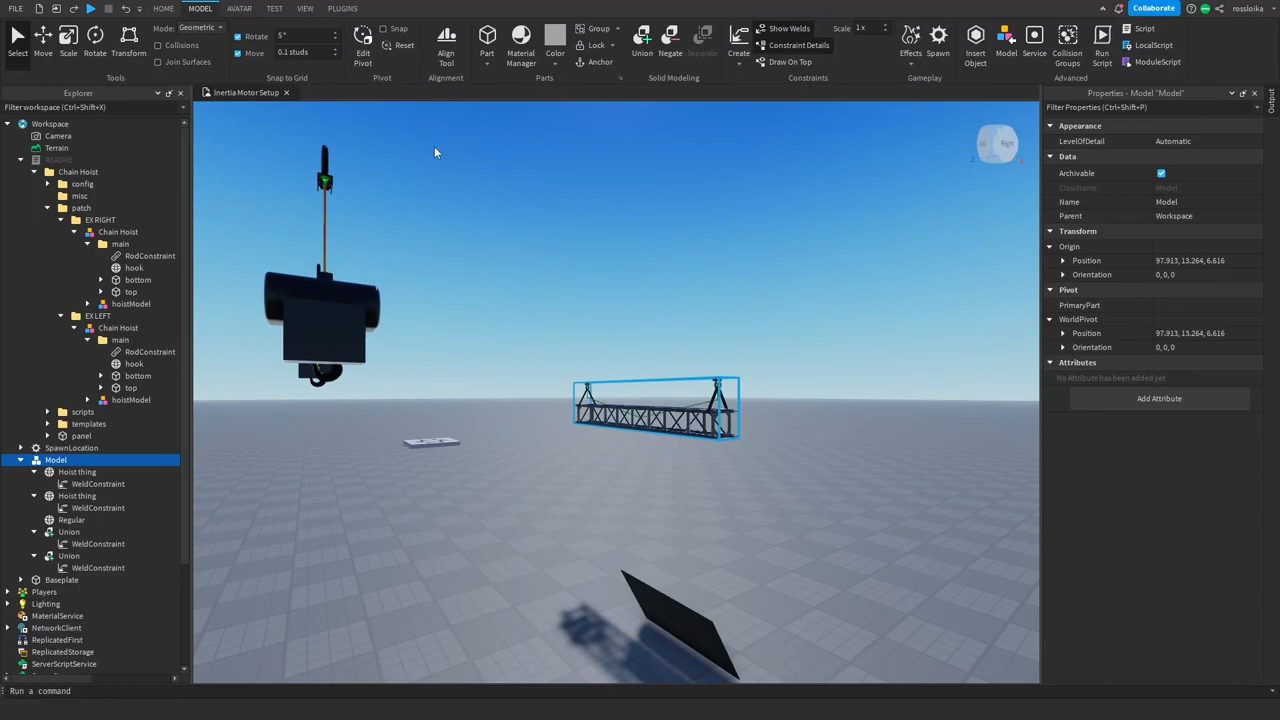 FILE HOME MODEL AVATAR TEST VIEW PLUGINS Collaborate rossloika
Select Move Scale Rotate Transform Mode: Geometric Collisions Join Surfaces Tools
Rotate 5° Move 0.1 studs Snap to Grid
Edit Pivot Snap Reset Pivot
Align Tool Alignment
Part Material Manager Color Group Lock Anchor Parts
Union Negate Separate Solid Modeling
Create Show Welds Constraint Details Draw On Top Scale 1 x Constraints
Effects Spawn Gameplay
Insert Object Model Service Collision Groups Run Script Script LocalScript ModuleScript Advanced
Explorer
Filter workspace (Ctrl+Shift+X)
Workspace
Camera
Terrain
README
Chain Hoist
config
misc
patch
EX RIGHT
Chain Hoist
main
RodConstraint
hook
bottom
top
hoistModel
EX LEFT
Chain Hoist
main
RodConstraint
hook
bottom
top
hoistModel
scripts
templates
panel
SpawnLocation
Model
Hoist thing
WeldConstraint
Hoist thing
WeldConstraint
Regular
Union
WeldConstraint
Union
WeldConstraint
Baseplate
Players
Lighting
MaterialService
NetworkClient
ReplicatedFirst
ReplicatedStorage
ServerScriptService
Run a command
Inertia Motor Setup
Right
Z
Properties - Model "Model"
Filter Properties (Ctrl+Shift+P)
Appearance
LevelOfDetail Automatic
Data
Archivable
ClassName Model
Name Model
Parent Workspace
Transform
Origin
Position 97.913, 13.264, 6.616
Orientation 0, 0, 0
Pivot
PrimaryPart
WorldPivot
Position 97.913, 13.264, 6.616
Orientation 0, 0, 0
Attributes
No Attribute has been added yet
Add Attribute
Output